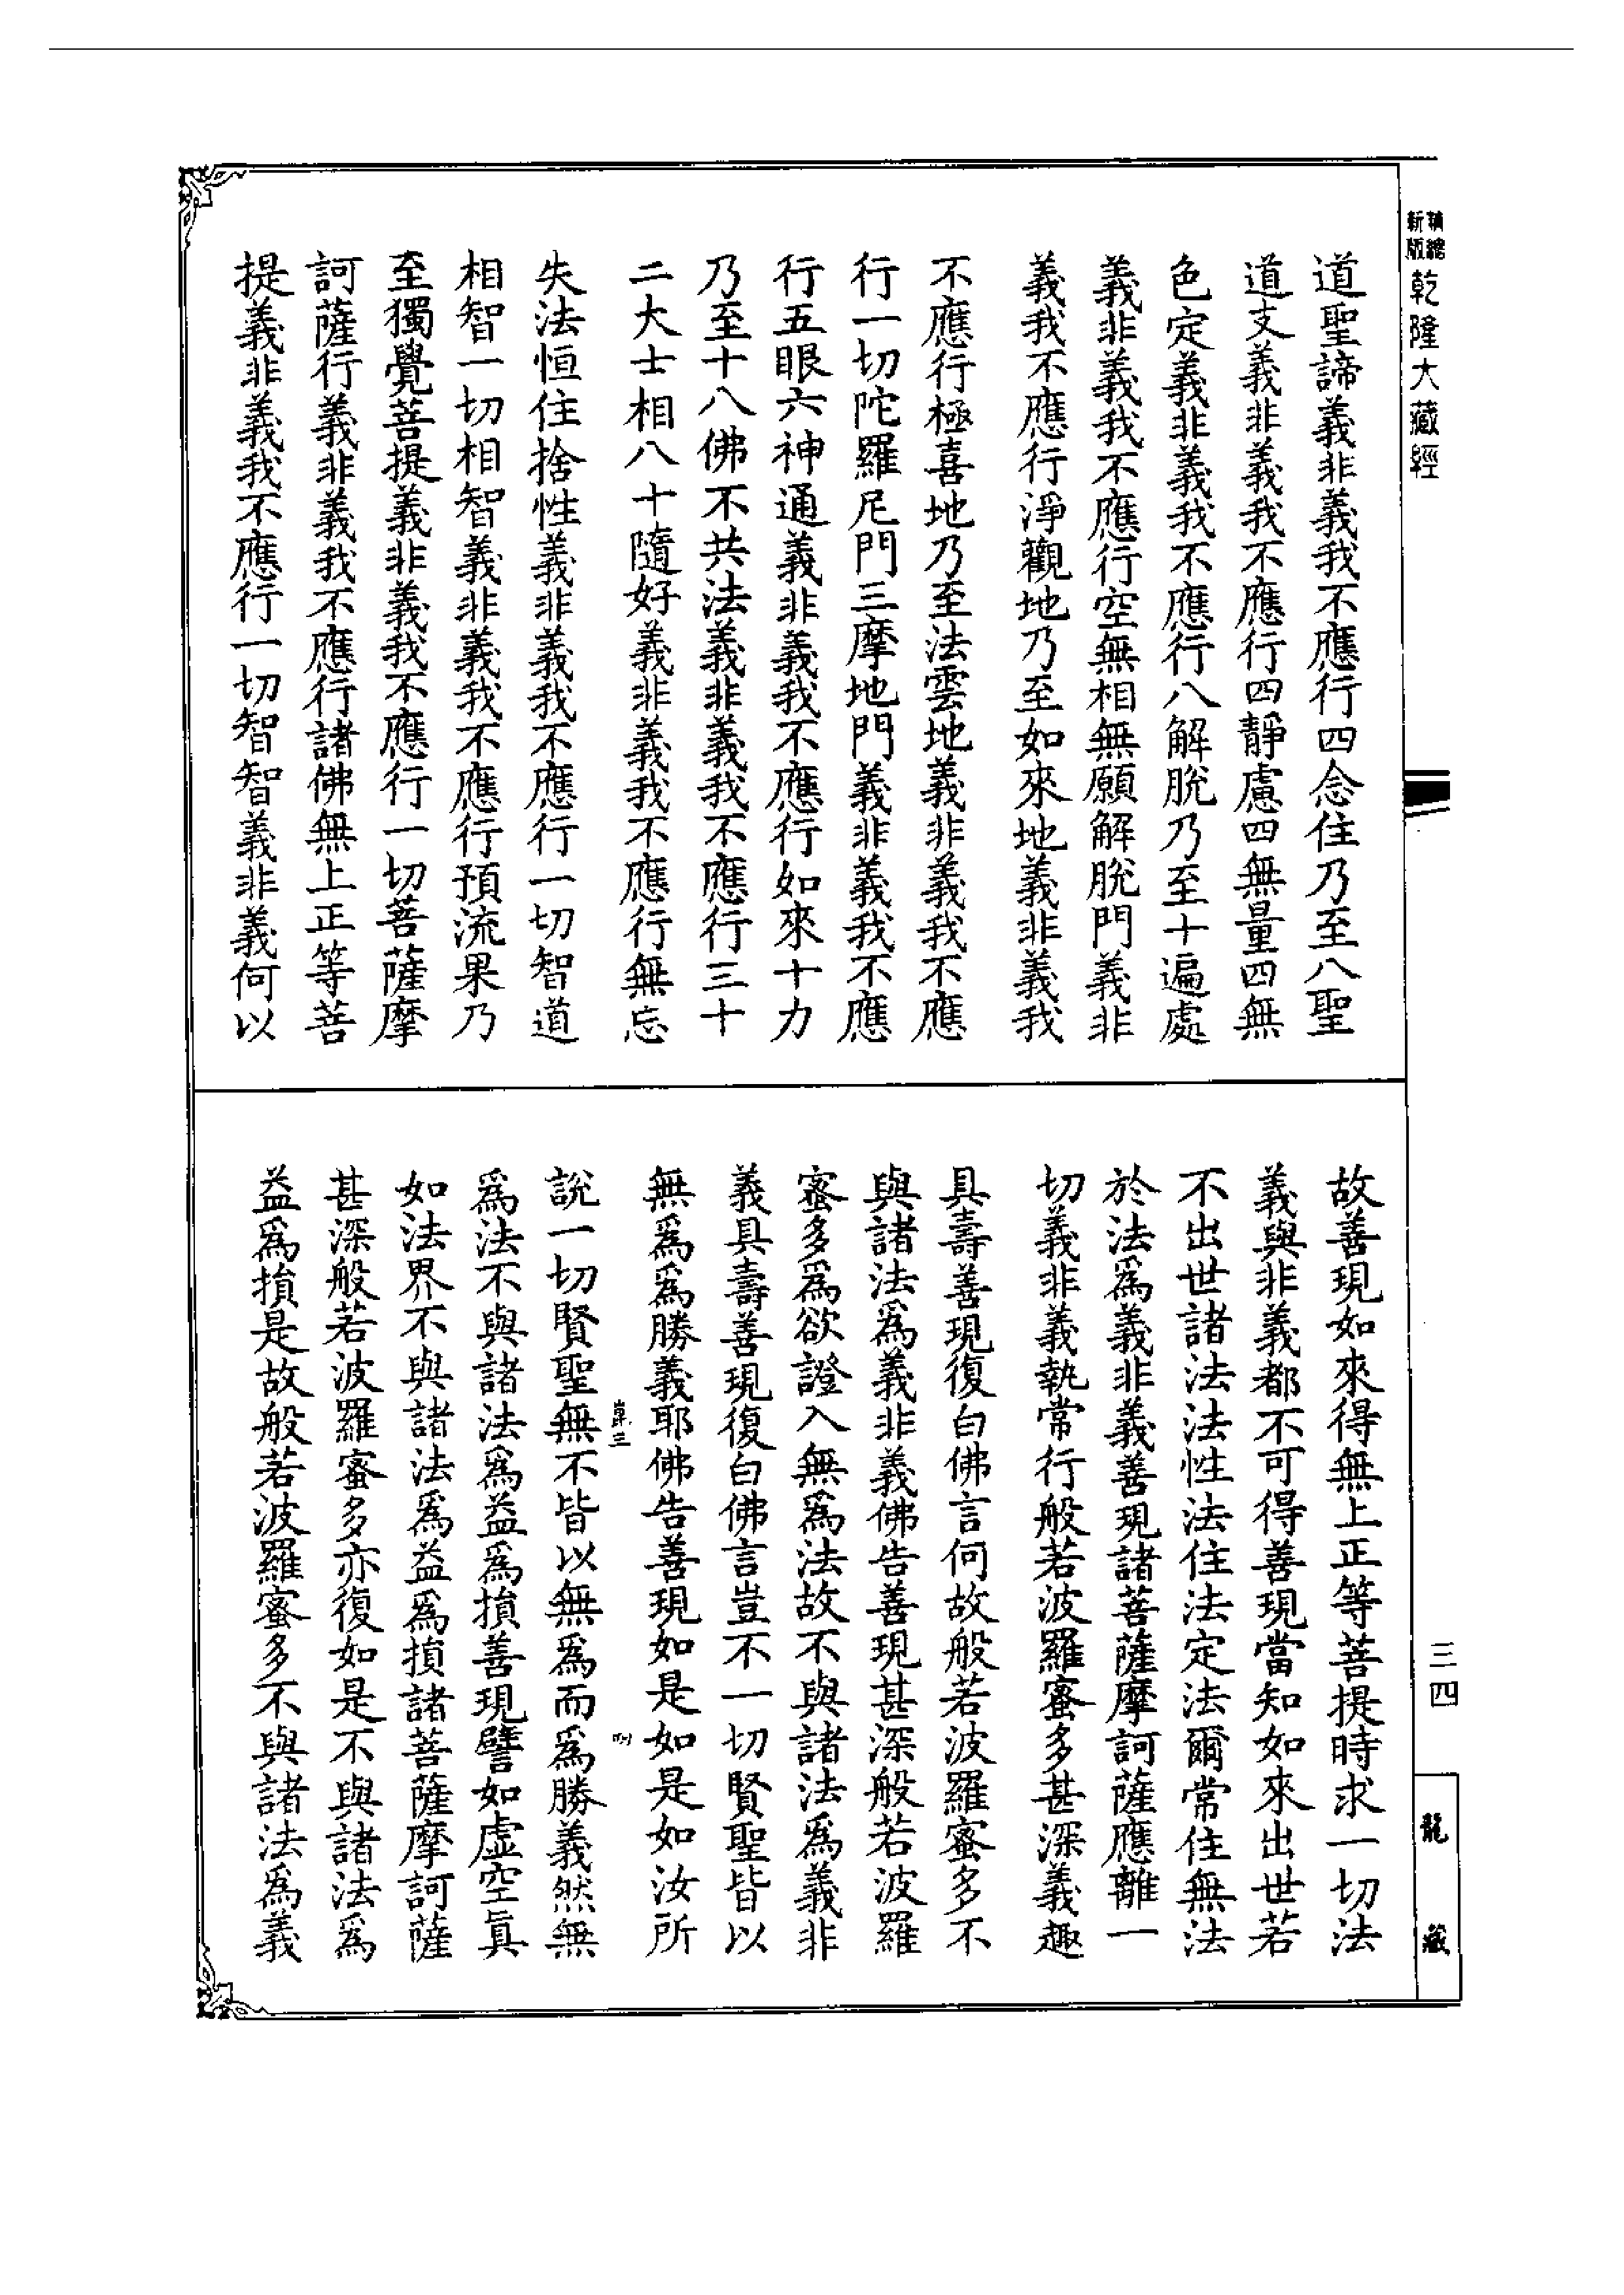 新版
精繪
乾隆大藏經
道聖諦義非義我不應行四念住乃至八聖
道支義非義我不應行四靜慮四無量四無
色定義非義我不應行八解脫乃至十遍處
義非義我不應行空無相無願解脫門義非
義我不應行淨觀地乃至如來地義非義我
不應行極喜地乃至法雲地義非義我不應
行一切陀羅尼門三摩地門義非義我不應
行五眼六神通義非義我不應行如來十力
乃至十八佛不共法義非義我不應行三十
二大士相八十隨好義非義我不應行無忘
失法恒住捨性義非義我不應行一切智道
相智一切相智義非義我不應行預流果乃
至獨覺菩提義非義我不應行一切菩薩摩
訶薩行義非義我不應行諸佛無上正等菩
提義非義我不應行一切智智義非義何以
三四
龍藏
故善現如來得無上正等菩提時求一切法
義與非義都不可得善現當知如來出世若
不出世諸法法性法住法定法爾常住無法
於法為義非義善現諸菩薩摩訶薩應離一
切義非義執常行般若波羅蜜多甚深義趣
具壽善現復白佛言何故般若波羅蜜多不
與諸法為義非義佛告善現甚深般若波羅
蜜多為欲證入無為法故不與諸法為義非
義具壽善現復白佛言豈不一切賢聖皆以
無為為勝義耶佛告善現如是如是如汝所
說一切賢聖無不皆以無為而為勝義然無
為法不與諸法為益為損善現譬如虛空真
如法界不與諸法為益為損諸菩薩摩訶薩
甚深般若波羅蜜多亦復如是不與諸法為
益為損是故般若波羅蜜多不與諸法為義